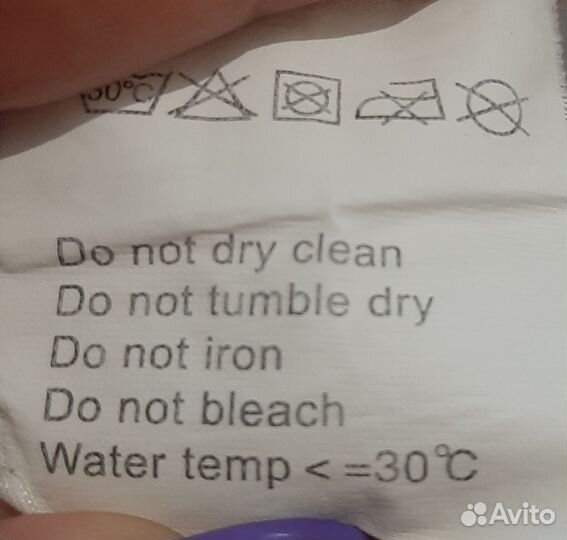 30°C
Do not dry clean
Do not tumble dry
Do not iron
Do not bleach
Water temp < =30°C
Avito